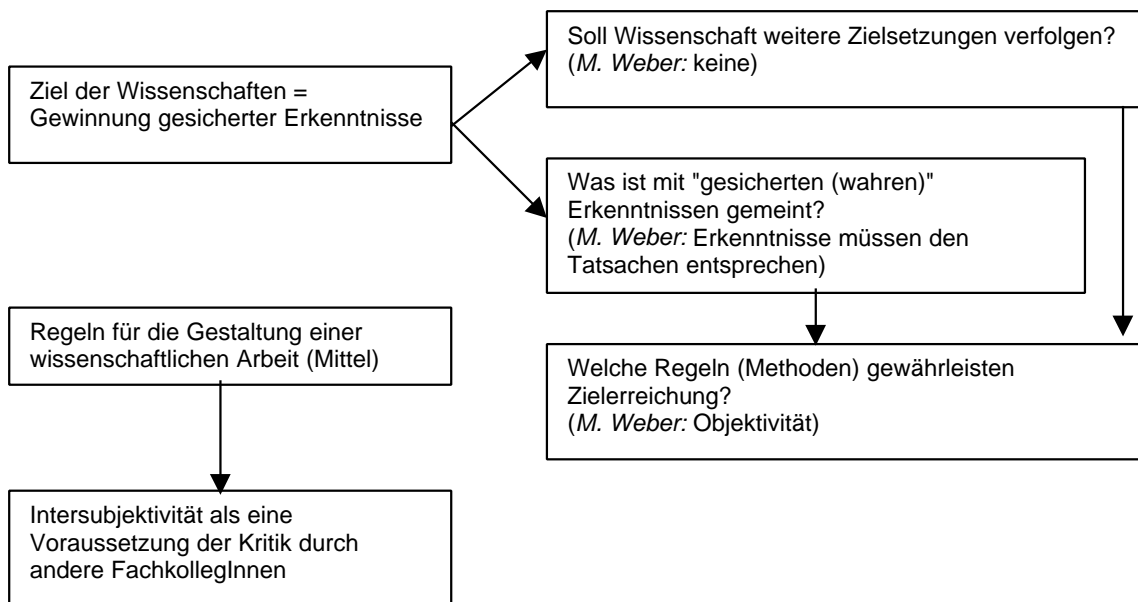 Ziel der Wissenschaften =
Gewinnung gesicherter Erkenntnisse
Soll Wissenschaft weitere Zielsetzungen verfolgen?
(M. Weber: keine)
Was ist mit "gesicherten (wahren)"
Erkenntnissen gemeint?
(M. Weber: Erkenntnisse müssen den
Tatsachen entsprechen)
Regeln für die Gestaltung einer
wissenschaftlichen Arbeit (Mittel)
Welche Regeln (Methoden) gewährleisten
Zielerreichung?
(M. Weber: Objektivität)
Intersubjektivität als eine
Voraussetzung der Kritik durch
andere FachkollegInnen